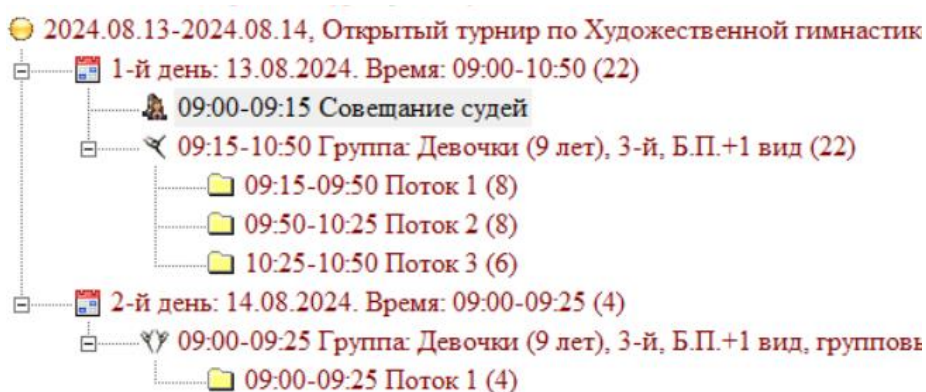 2024.08.13-2024.08.14, Открытый турнир по Художественной гимнастик
1-й день: 13.08.2024. Время: 09:00-10:50 (22)
09:00-09:15 Совещание судей
09:15-10:50 Группа: Девочки (9 лет), 3-й, Б.П.+1 вид (22)
09:15-09:50 Поток 1 (8)
09:50-10:25 Поток 2 (8)
10:25-10:50 Поток 3 (6)
2-й день: 14.08.2024. Время: 09:00-09:25 (4)
09:00-09:25 Группа: Девочки (9 лет), 3-й, Б.П.+1 вид, групповы
09:00-09:25 Поток 1 (4)